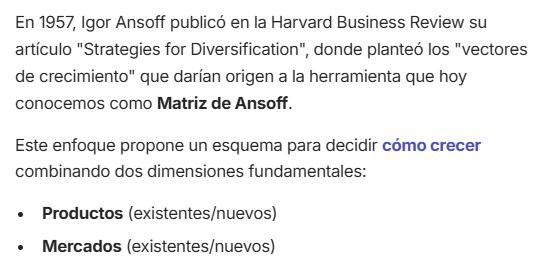 En 1957, Igor Ansoff publicó en la Harvard Business Review su
artículo "Strategies for Diversification", donde planteó los "vectores
de crecimiento" que darían origen a la herramienta que hoy
conocemos como Matriz de Ansoff.
Este enfoque propone un esquema para decidir cómo crecer
combinando dos dimensiones fundamentales:
• Productos (existentes/nuevos)
• Mercados (existentes/nuevos)